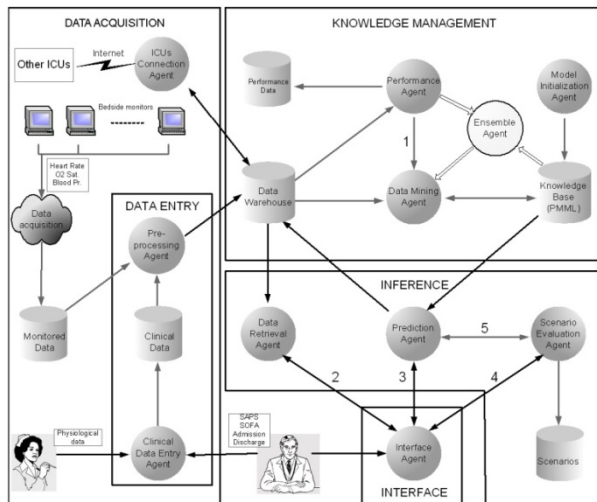 DATA ACQUISITION
Other ICUs
Internet
ICUs
Connection
Agent
Bedside monitors
Heart Rate
O2 Sat.
Blood Pr.
Data
acquisition
Monitored
Data
DATA ENTRY
Pre-
processing
Agent
Clinical
Data
Clinical
Data Entry
Agent
Physiological
data
SAPS
SOFA
Admission
Discharge
KNOWLEDGE MANAGEMENT
Performance
Data
Performance
Agent
Model
Initialization
Agent
Ensemble
Agent
1
Data
Warehouse
Data Mining
Agent
Knowledge
Base
(PMML)
INFERENCE
Data
Retrieval
Agent
Prediction
Agent
5
Scenario
Evaluation
Agent
2
3
4
Interface
Agent
INTERFACE
Scenarios